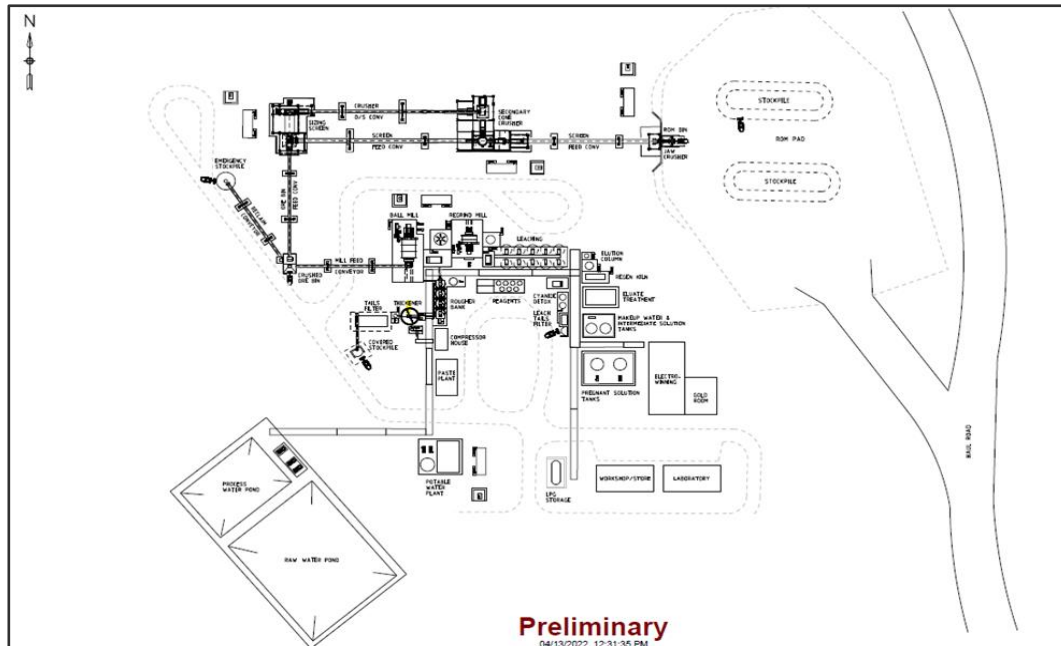 N
CRUSHER
O/S CONV
SIZING
SCREEN
SECONDARY
CONE
CRUSHER
SCREEN
FEED CONV
SCREEN
FEED CONV
ROM BIN
JAW
CRUSHER
STOCKPILE
ROM PAD
STOCKPILE
EMERGENCY
STOCKPILE
RECLAIM
CONVEYOR
ORE BIN
FEED CONV
BALL MILL
REGRIND MILL
LEACHING
ELUTION
COLUMN
REGEN KILN
MILL FEED
CONVEYOR
CRUSHED
ORE BIN
TAILS
FILTER
THICKENER
ROUGHER
BANK
REAGENTS
CYANIDE
DETOX
LEACH
TAILS
FILTER
ELUATE
TREATMENT
MAKEUP WATER &
INTERMEDIATE SOLUTION
TANKS
COVERED
STOCKPILE
COMPRESSOR
HOUSE
PASTE
PLANT
PREGNANT SOLUTION
TANKS
ELECTRO-
WINNING
GOLD
ROOM
HAUL ROAD
PROCESS
WATER POND
RAW WATER POND
POTABLE
WATER
PLANT
LPG
STORAGE
WORKSHOP/STORE
LABORATORY
Preliminary
04/13/2022 12:31:35 PM